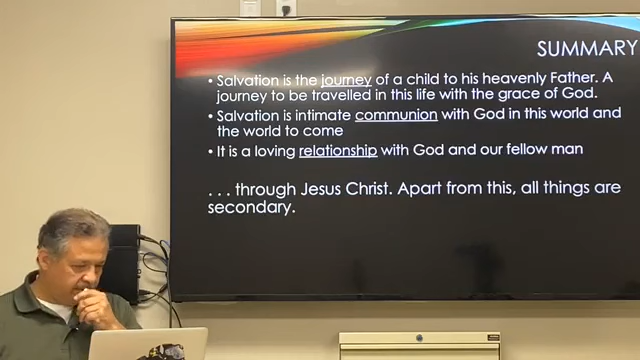 SUMMARY
• Salvation is the journey of a child to his heavenly Father. A
journey to be travelled in this life with the grace of God.
• Salvation is intimate communion with God in this world and
the world to come
• It is a loving relationship with God and our fellow man
. . . through Jesus Christ. Apart from this, all things are
secondary.